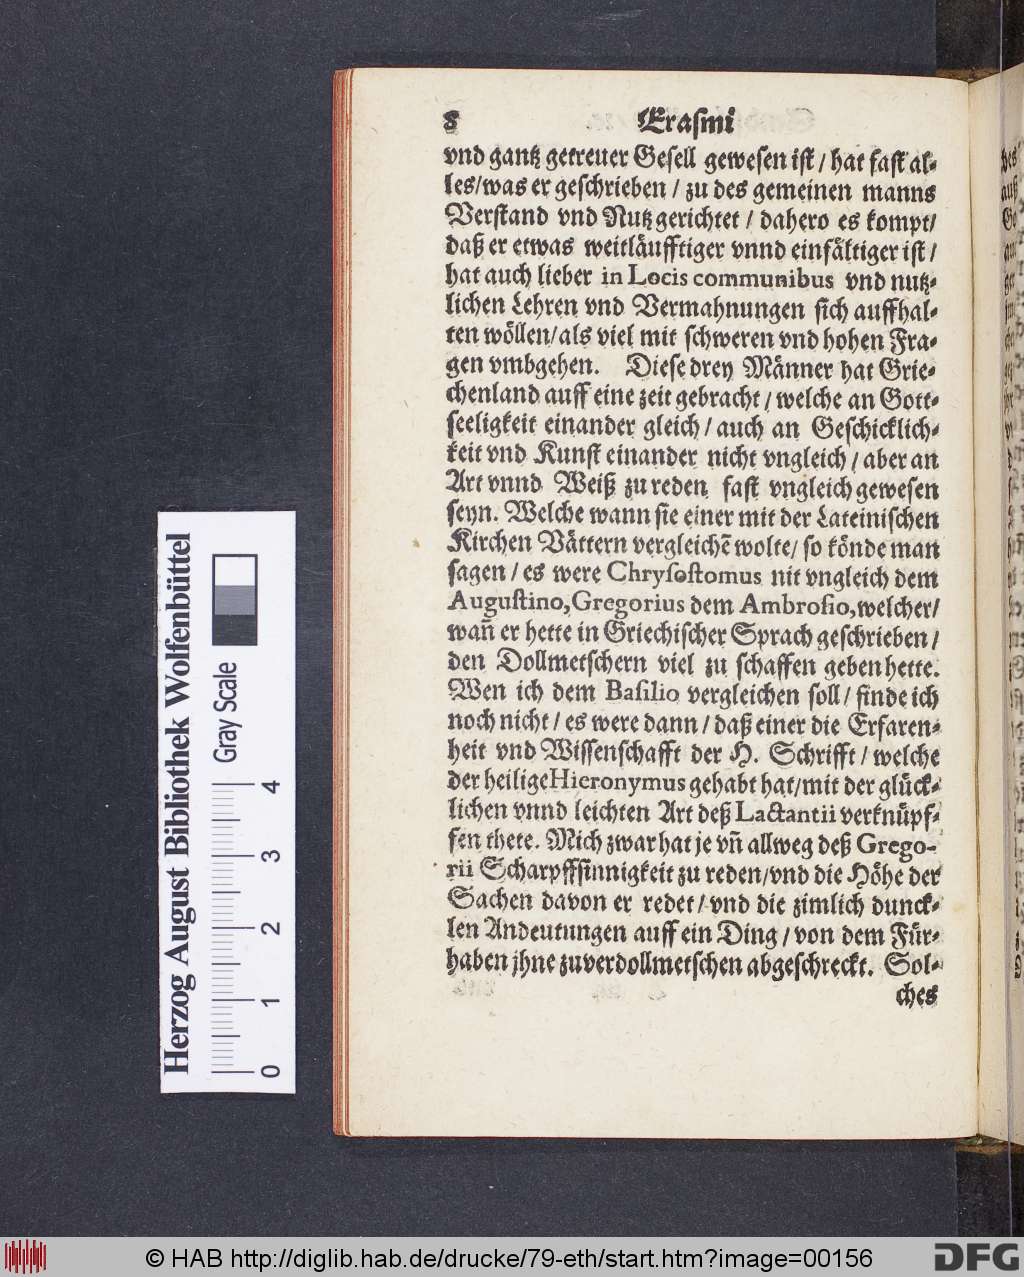 8 Eraſmi
vnd gantz getreuer Geſell geweſen iſt / hat faſt al-
les/was er geſchrieben / zu des gemeinen manns
Verſtand vnd Nutz gerichtet / dahero es kompt/
daß er etwas weitläufftiger vnnd einfältiger iſt /
hat auch lieber in Locis communibus vnd nutz-
lichen Lehren vnd Vermahnungen ſich auffhal-
ten wöllen/als viel mit ſchweren vnd hohen Fra-
gen vmbgehen. Dieſe drey Männer hat Grie-
chenland auff eine zeit gebracht / welche an Gott-
ſeeligkeit einander gleich / auch an Geſchicklich-
keit vnd Kunſt einander nicht vngleich / aber an
Art vnnd Weiß zu reden faſt vngleich geweſen
ſeyn. Welche wann ſie einer mit der Lateiniſchen
Kirchen Vättern vergleichẽ wolte/ ſo könde man
ſagen / es were Chryſoſtomus nit vngleich dem
Auguſtino, Gregorius dem Ambroſio, welcher/
wañ er hette in Griechiſcher Sprach geſchrieben /
den Dollmetſchern viel zu ſchaffen geben hette.
Wen ich dem Baſilio vergleichen ſoll / finde ich
noch nicht / es were dann / daß einer die Erfaren-
heit vnd Wiſſenſchafft der H. Schrifft / welche
der heilige Hieronymus gehabt hat/mit der glück-
lichen vnnd leichten Art deß Lactantii verknüpf-
fen thete. Mich zwar hat je vñ allweg deß Grego-
rii Scharpffſinnigkeit zu reden/vnd die Höhe der
Sachen davon er redet / vnd die zimlich dunck-
len Andeutungen auff ein Ding / von dem Für-
haben jhne zuverdollmetſchen abgeſchreckt. Sol-
ches
Herzog August Bibliothek Wolfenbüttel
Gray Scale
0 1 2 3 4
© HAB http://diglib.hab.de/drucke/79-eth/start.htm?image=00156
DFG